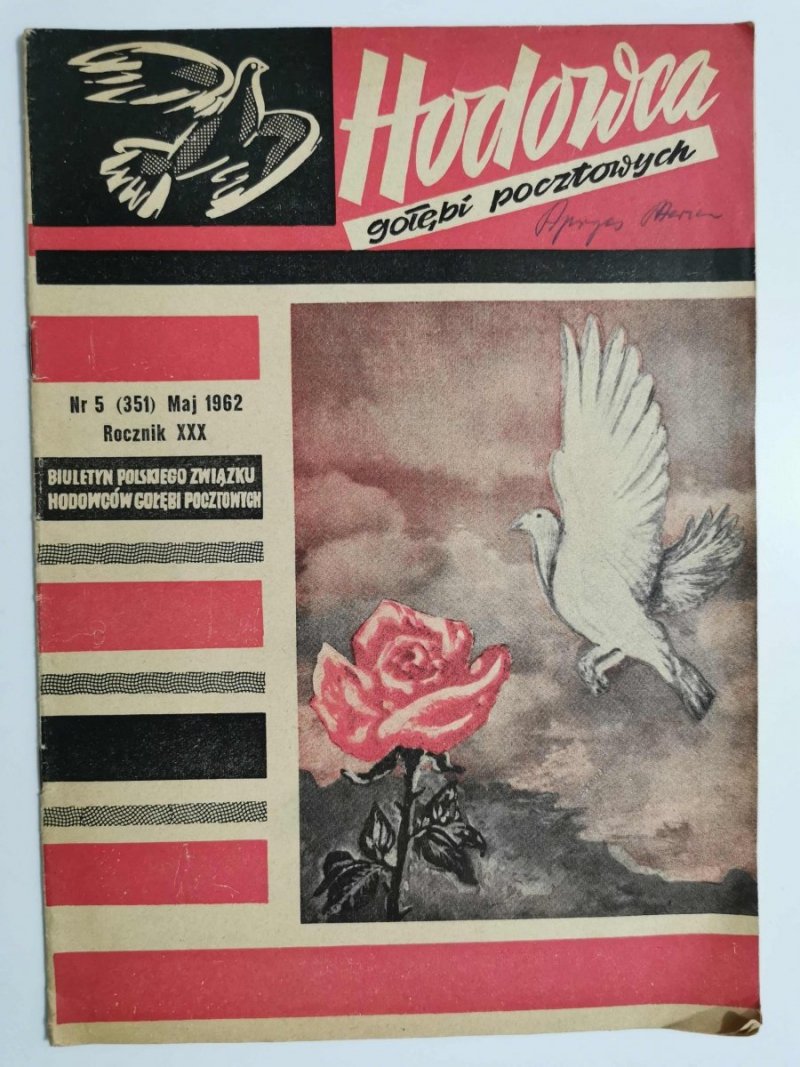 Hodowca
gołębi pocztowych
Nr 5 (351) Maj 1962
Rocznik XXX
BIULETYN POLSKIEGO ZWIĄZKU
HODOWCÓW GOŁĘBI POCZTOWYCH